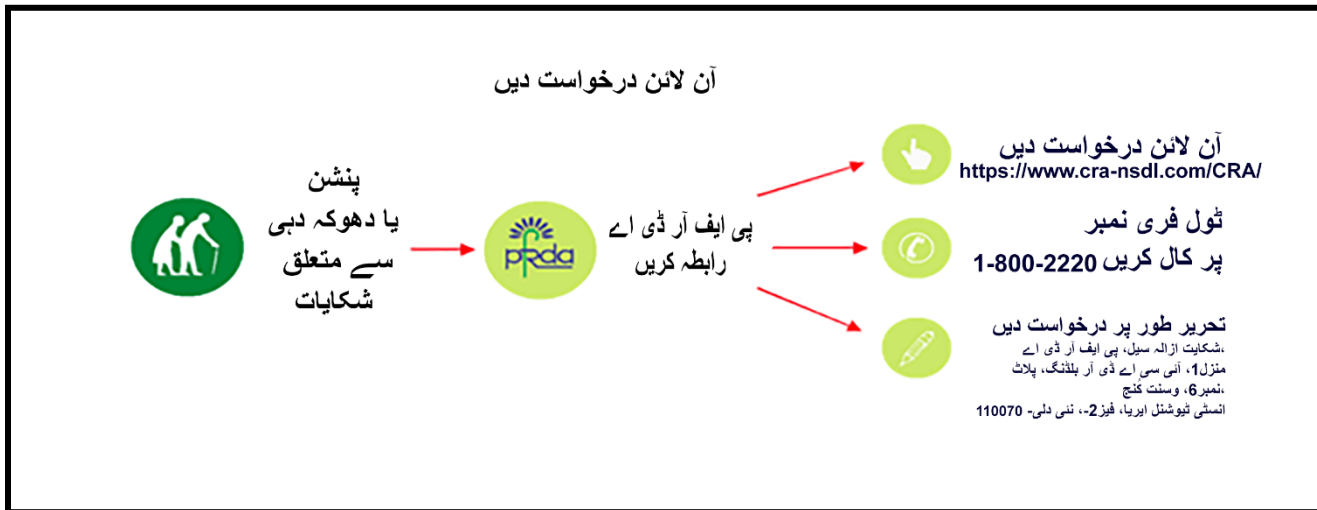 آن لائن درخواست دیں
پنشن
یا دھوکہ دہی
سے متعلق
شکایات
pfrda
پی ایف آر ڈی اے
رابطہ کریں
آن لائن درخواست دیں
https://www.cra-nsdl.com/CRA/
ٹول فری نمبر
پر کال کریں 2220-800-1
تحریر طور پر درخواست دیں
شکایت ازالہ سیل، پی ایف آر ڈی اے،
منزل1، آئی سی اے ڈی آر بلڈنگ، پلاٹ
نمبر6، وسنت کُنج،
انسٹی ٹیوشنل ایریا، فیز2-، نئی دلی- 110070